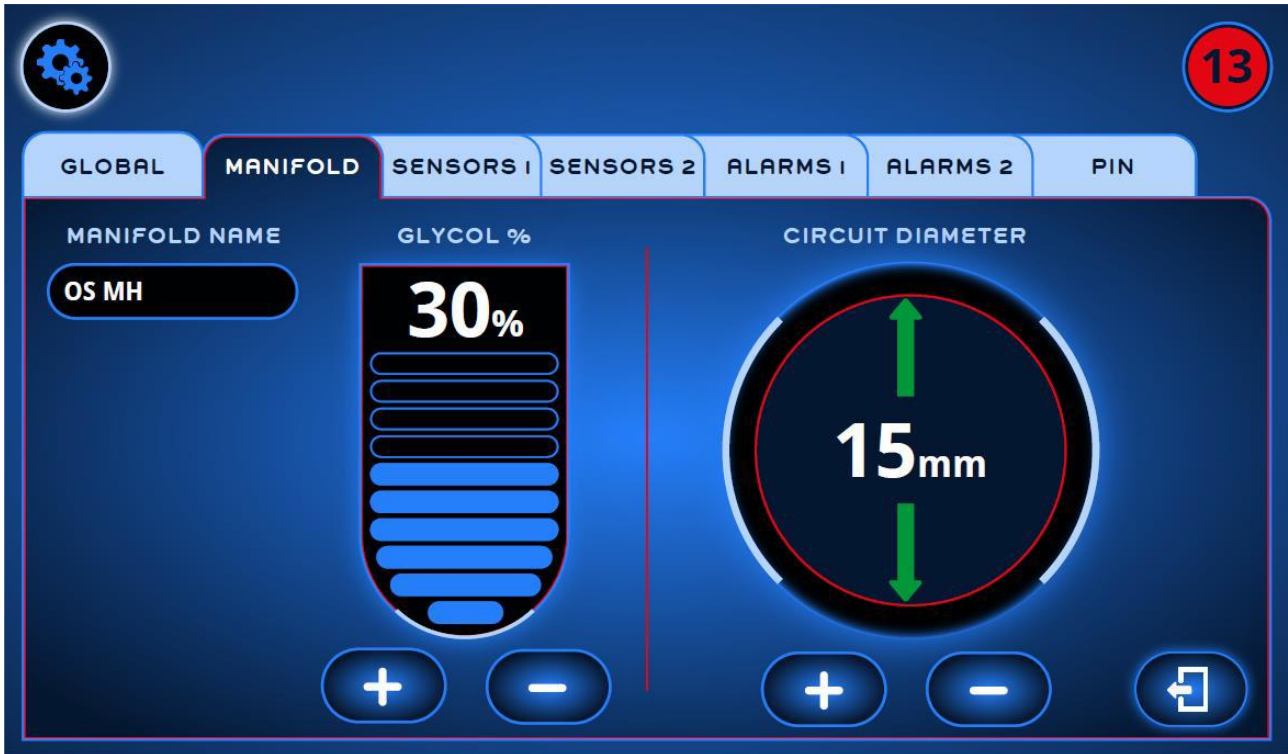 13
GLOBAL
MANIFOLD
SENSORS 1
SENSORS 2
ALARMS 1
ALARMS 2
PIN
MANIFOLD NAME
OS MH
GLYCOL %
30%
CIRCUIT DIAMETER
15mm